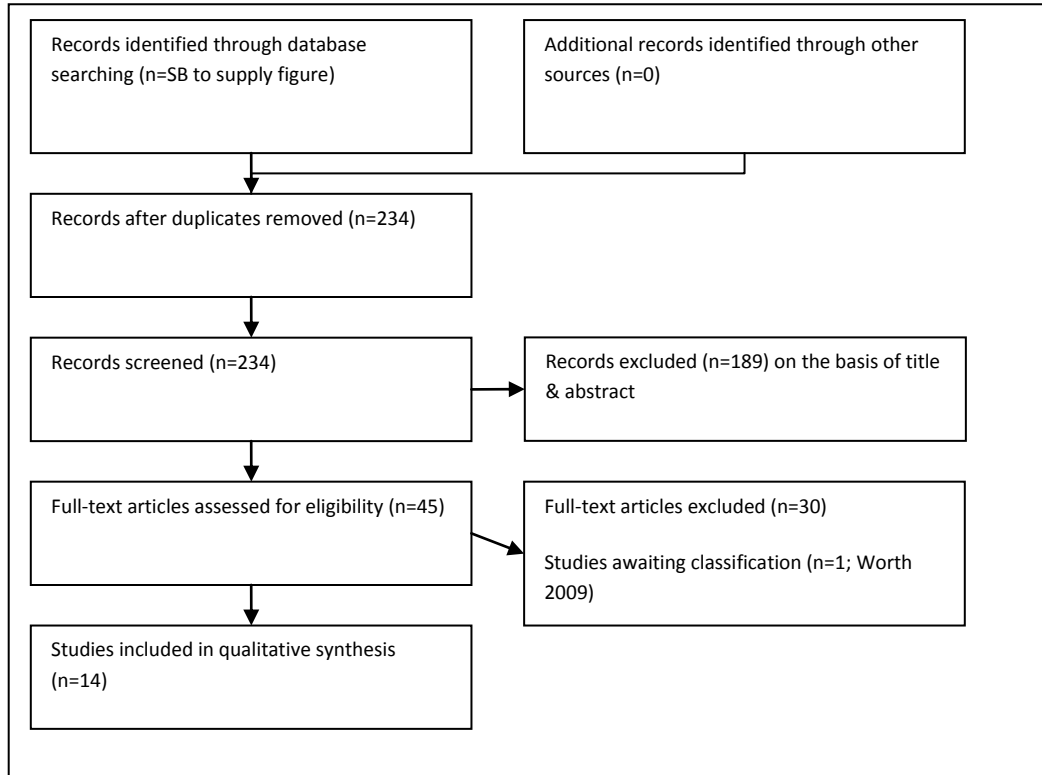 Records identified through database
searching (n=SB to supply figure)
Additional records identified through other
sources (n=0)
Records after duplicates removed (n=234)
Records screened (n=234)
Records excluded (n=189) on the basis of title
& abstract
Full-text articles assessed for eligibility (n=45)
Full-text articles excluded (n=30)
Studies awaiting classification (n=1; Worth
2009)
Studies included in qualitative synthesis
(n=14)